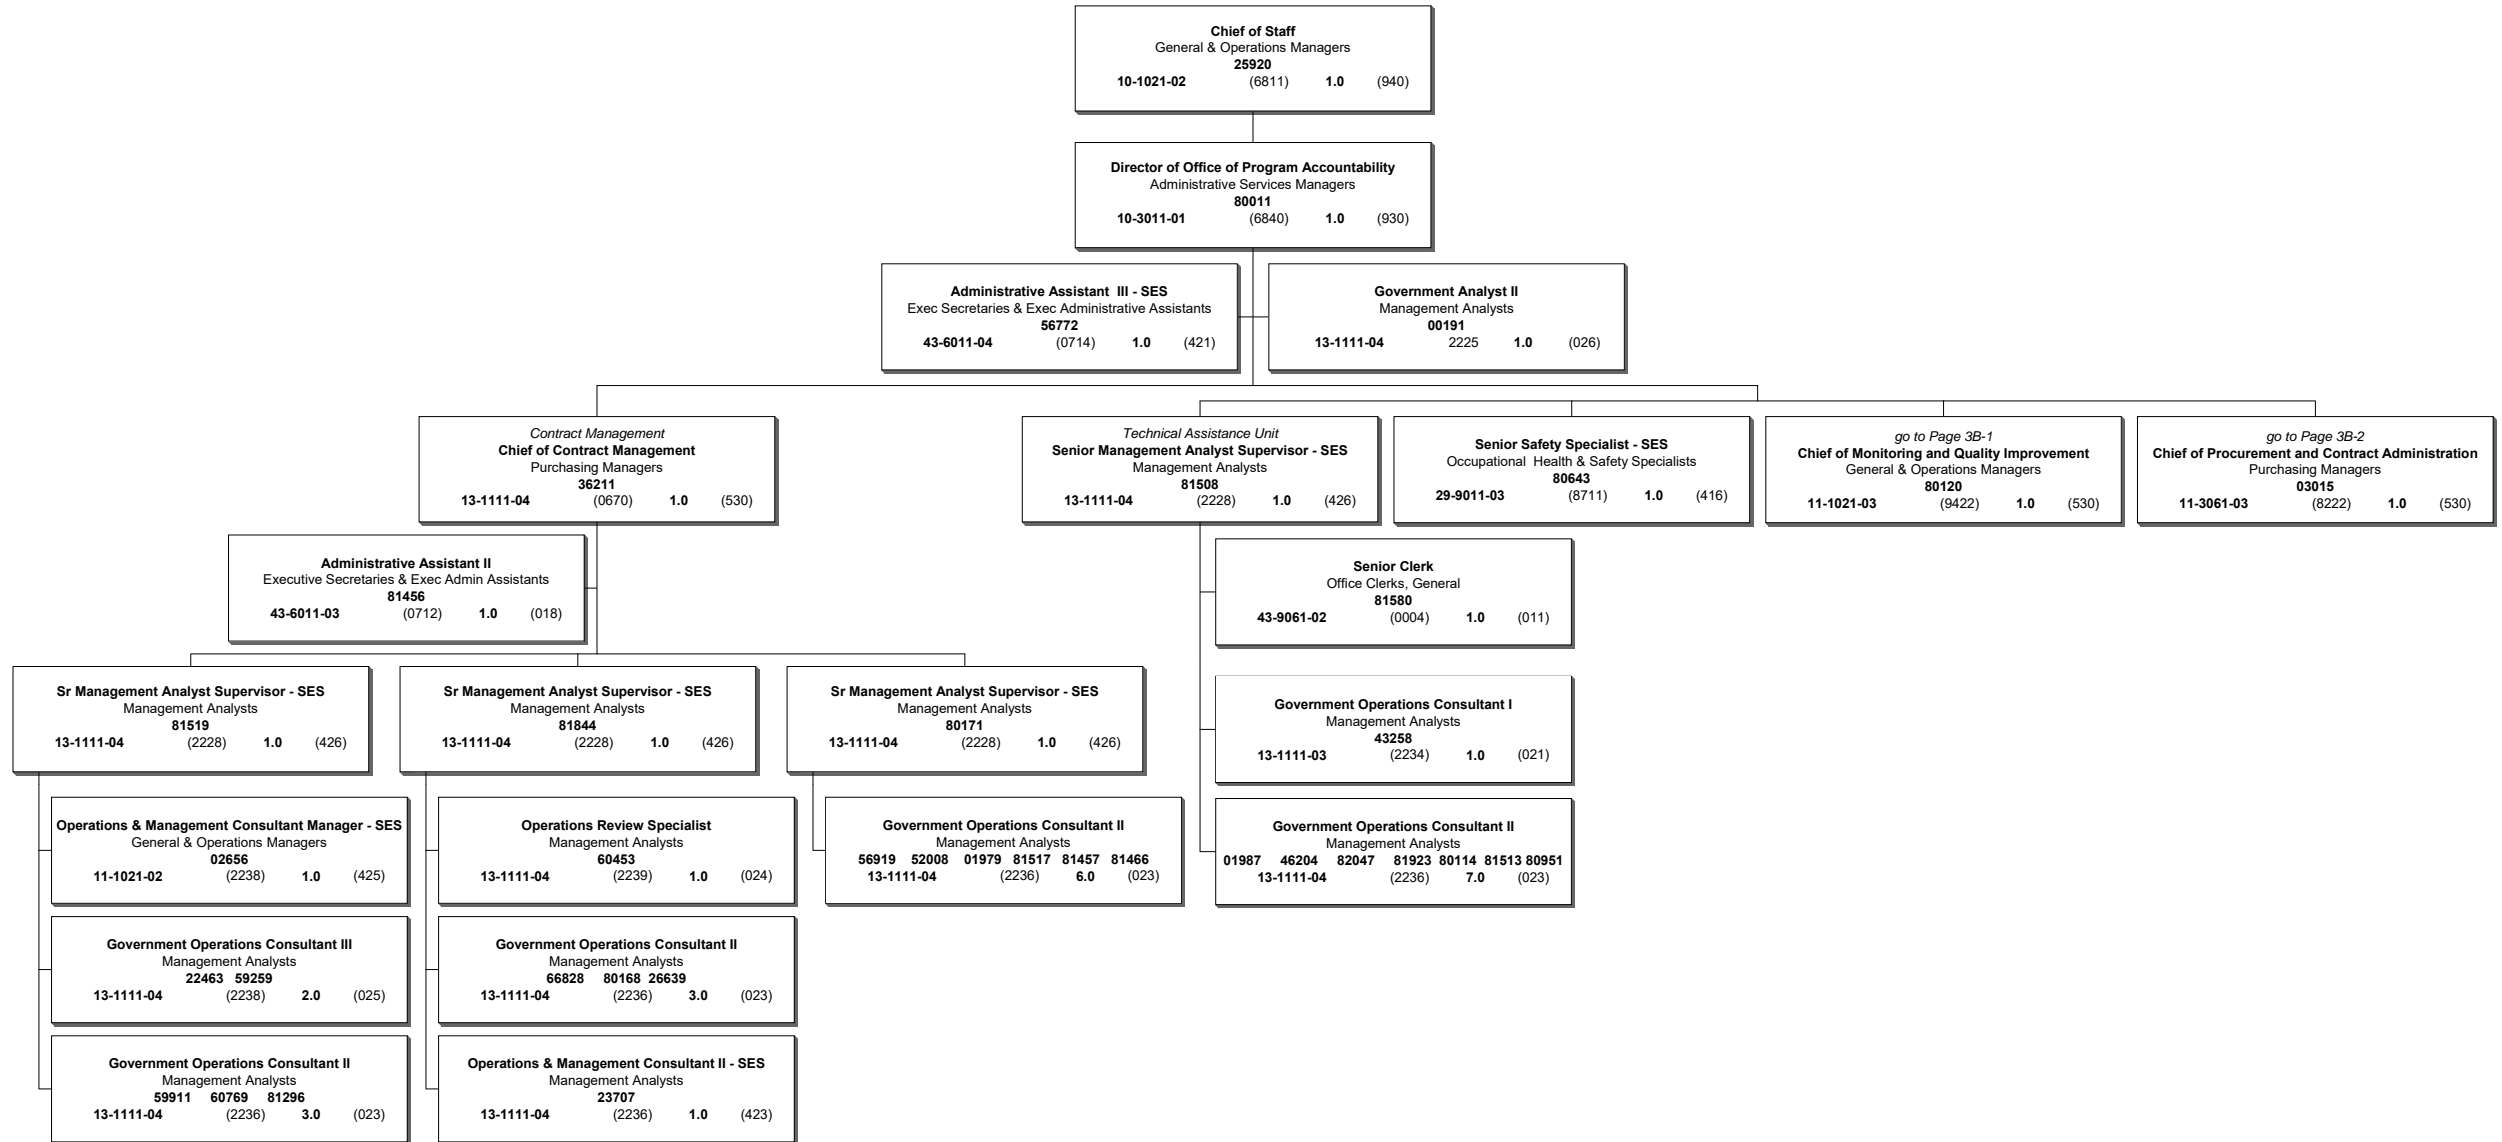 Chief of Staff
General & Operations Managers
25920
10-1021-02 (6811) 1.0 (940)
Director of Office of Program Accountability
Administrative Services Managers
80011
10-3011-01 (6840) 1.0 (930)
Administrative Assistant III - SES
Exec Secretaries & Exec Administrative Assistants
56772
43-6011-04 (0714) 1.0 (421)
Government Analyst II
Management Analysts
00191
13-1111-04 2225 1.0 (026)
Contract Management
Chief of Contract Management
Purchasing Managers
36211
13-1111-04 (0670) 1.0 (530)
Technical Assistance Unit
Senior Management Analyst Supervisor - SES
Management Analysts
81508
13-1111-04 (2228) 1.0 (426)
Senior Safety Specialist - SES
Occupational Health & Safety Specialists
80643
29-9011-03 (8711) 1.0 (416)
go to Page 3B-1
Chief of Monitoring and Quality Improvement
General & Operations Managers
80120
11-1021-03 (9422) 1.0 (530)
go to Page 3B-2
Chief of Procurement and Contract Administration
Purchasing Managers
03015
11-3061-03 (8222) 1.0 (530)
Administrative Assistant II
Executive Secretaries & Exec Admin Assistants
81456
43-6011-03 (0712) 1.0 (018)
Senior Clerk
Office Clerks, General
81580
43-9061-02 (0004) 1.0 (011)
Sr Management Analyst Supervisor - SES
Management Analysts
81519
13-1111-04 (2228) 1.0 (426)
Sr Management Analyst Supervisor - SES
Management Analysts
81844
13-1111-04 (2228) 1.0 (426)
Sr Management Analyst Supervisor - SES
Management Analysts
80171
13-1111-04 (2228) 1.0 (426)
Government Operations Consultant I
Management Analysts
43258
13-1111-03 (2234) 1.0 (021)
Operations & Management Consultant Manager - SES
General & Operations Managers
02656
11-1021-02 (2238) 1.0 (425)
Operations Review Specialist
Management Analysts
60453
13-1111-04 (2239) 1.0 (024)
Government Operations Consultant II
Management Analysts
56919 52008 01979 81517 81457 81466
13-1111-04 (2236) 6.0 (023)
Government Operations Consultant II
Management Analysts
01987 46204 82047 81923 80114 81513 80951
13-1111-04 (2236) 7.0 (023)
Government Operations Consultant III
Management Analysts
22463 59259
13-1111-04 (2238) 2.0 (025)
Government Operations Consultant II
Management Analysts
66828 80168 26639
13-1111-04 (2236) 3.0 (023)
Government Operations Consultant II
Management Analysts
59911 60769 81296
13-1111-04 (2236) 3.0 (023)
Operations & Management Consultant II - SES
Management Analysts
23707
13-1111-04 (2236) 1.0 (423)